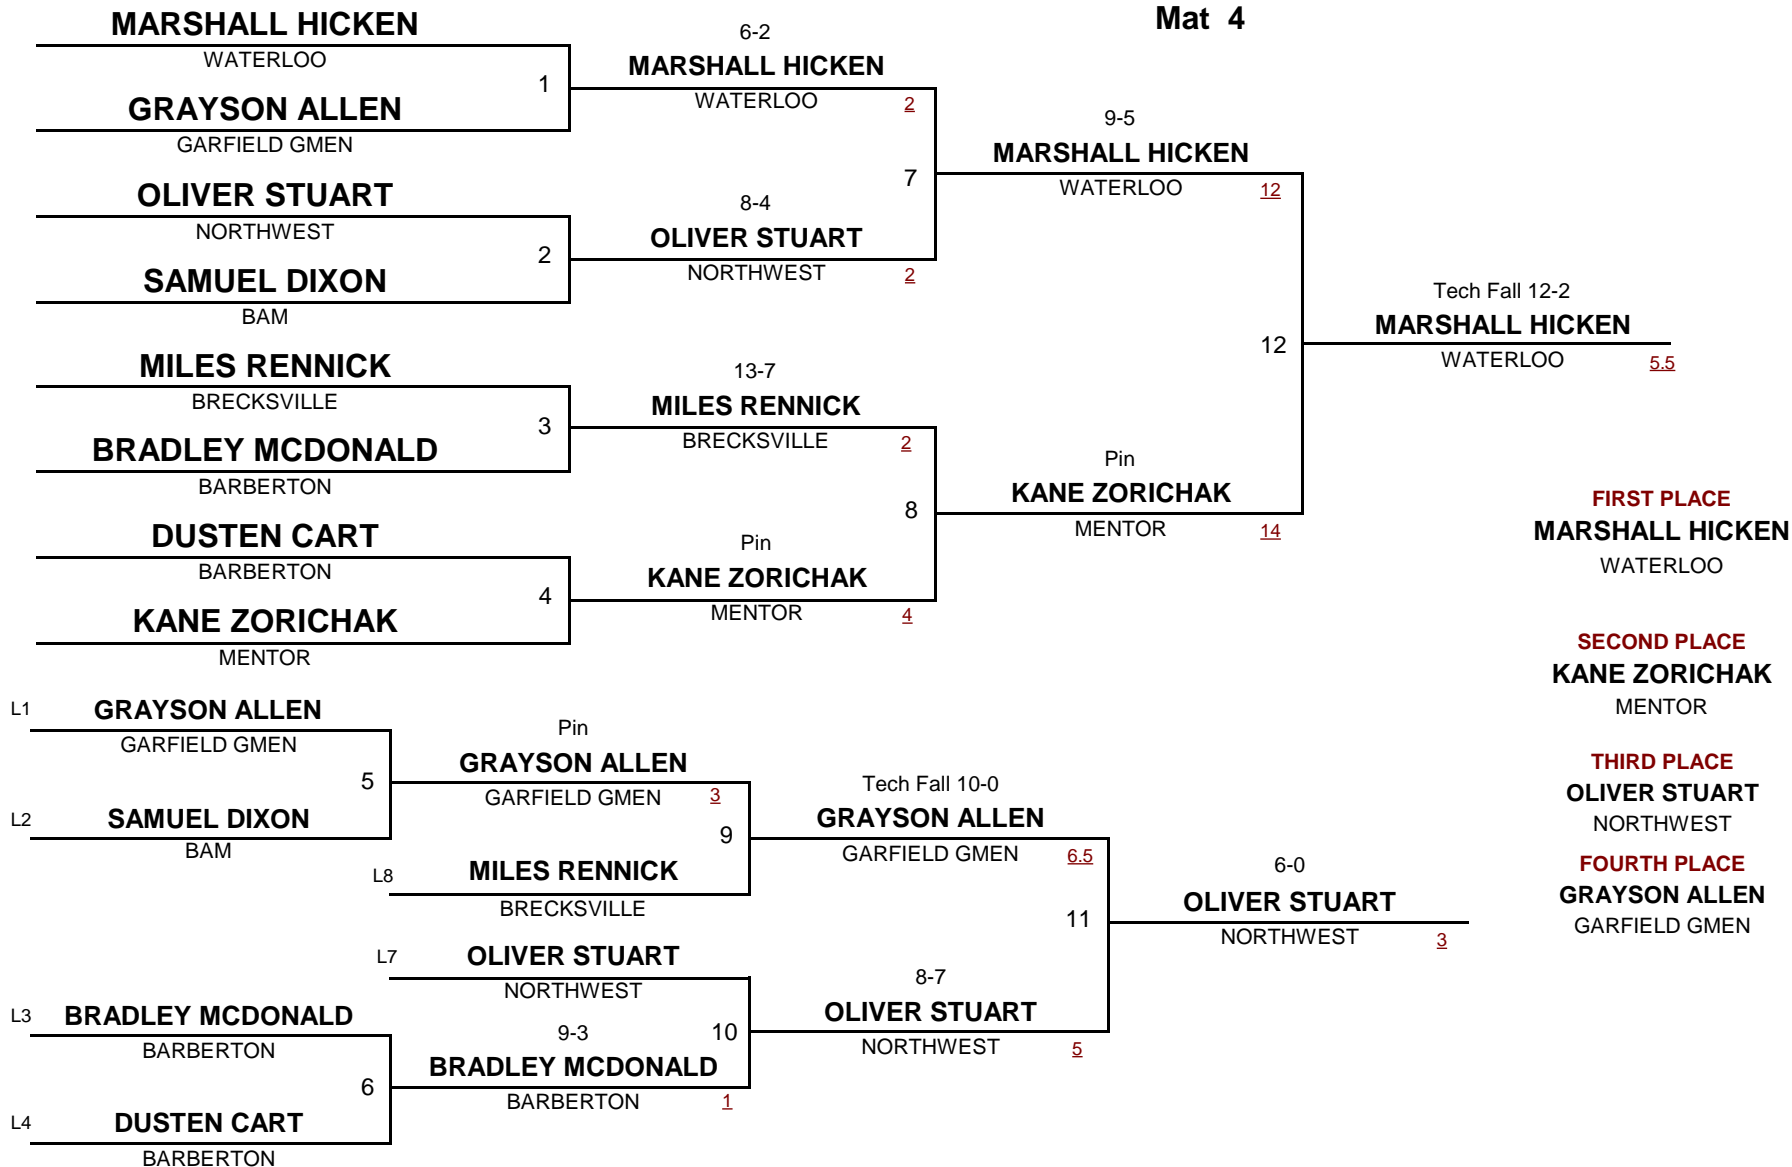 Mat 4
MARSHALL HICKEN
WATERLOO
1
GRAYSON ALLEN
GARFIELD GMEN
OLIVER STUART
NORTHWEST
2
SAMUEL DIXON
BAM
MILES RENNICK
BRECKSVILLE
3
BRADLEY MCDONALD
BARBERTON
DUSTEN CART
BARBERTON
4
KANE ZORICHAK
MENTOR
6-2
MARSHALL HICKEN
WATERLOO 2
7
8-4
OLIVER STUART
NORTHWEST 2
13-7
MILES RENNICK
BRECKSVILLE 2
8
Pin
KANE ZORICHAK
MENTOR 4
9-5
MARSHALL HICKEN
WATERLOO 12
12
Pin
KANE ZORICHAK
MENTOR 14
Tech Fall 12-2
MARSHALL HICKEN
WATERLOO 5.5
FIRST PLACE
MARSHALL HICKEN
WATERLOO
SECOND PLACE
KANE ZORICHAK
MENTOR
THIRD PLACE
OLIVER STUART
NORTHWEST
FOURTH PLACE
GRAYSON ALLEN
GARFIELD GMEN
L1 GRAYSON ALLEN
GARFIELD GMEN
5
L2 SAMUEL DIXON
BAM
Pin
GRAYSON ALLEN
GARFIELD GMEN 3
9
L8 MILES RENNICK
BRECKSVILLE
L7 OLIVER STUART
NORTHWEST
10
L3 BRADLEY MCDONALD
BARBERTON
6
L4 DUSTEN CART
BARBERTON
9-3
BRADLEY MCDONALD
BARBERTON 1
Tech Fall 10-0
GRAYSON ALLEN
GARFIELD GMEN 6.5
11
8-7
OLIVER STUART
NORTHWEST 5
6-0
OLIVER STUART
NORTHWEST 3